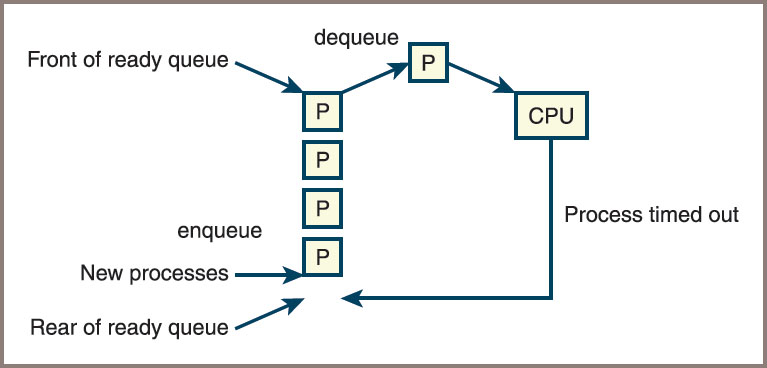 dequeue
Front of ready queue
P
P
CPU
P
P
Process timed out
enqueue
P
New processes
Rear of ready queue